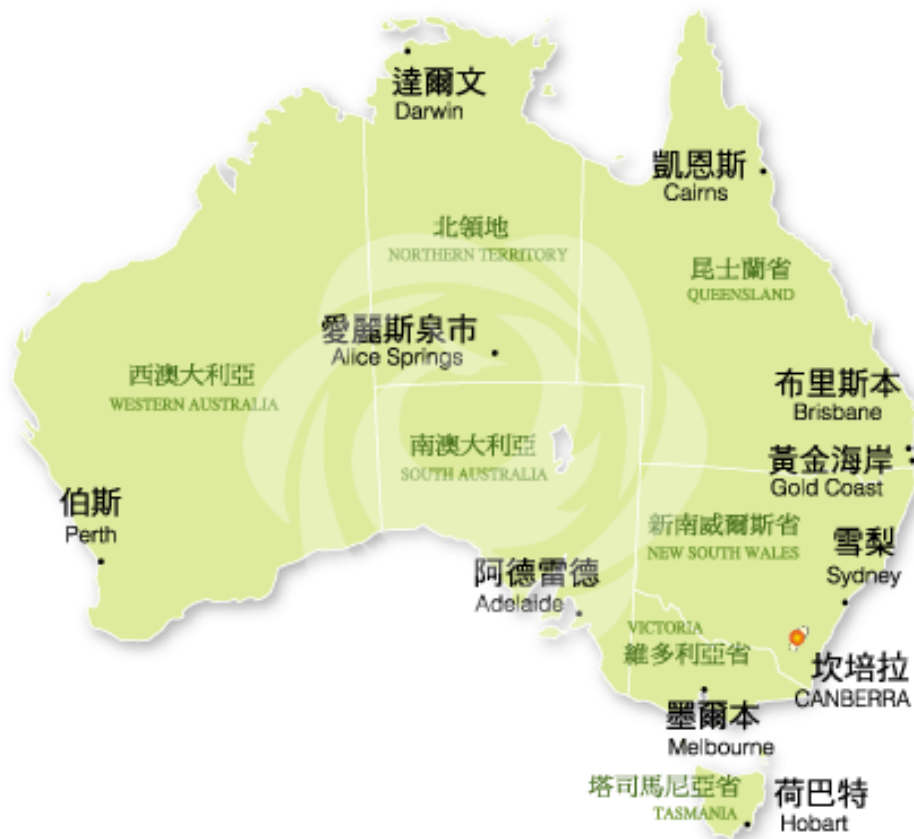 達爾文
Darwin
凱恩斯
Cairns
北領地
NORTHERN TERRITORY
昆士蘭省
QUEENSLAND
愛麗斯泉市
Alice Springs
西澳大利亞
WESTERN AUSTRALIA
布里斯本
Brisbane
南澳大利亞
SOUTH AUSTRALIA
黃金海岸
Gold Coast
伯斯
Perth
新南威爾斯省
NEW SOUTH WALES
雪梨
Sydney
阿德雷德
Adelaide
VICTORIA
維多利亞省
坎培拉
CANBERRA
墨爾本
Melbourne
塔司馬尼亞省
TASMANIA
荷巴特
Hobart